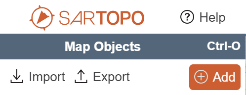 SARTOPO Help
Map Objects Ctrl-O
Import Export Add